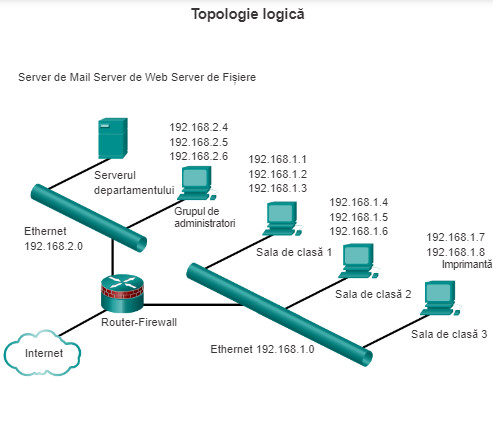 Topologie logică
Server de Mail Server de Web Server de Fișiere
192.168.2.4
192.168.2.5
192.168.2.6
Serverul
departamentului
Grupul de
administratori
192.168.1.1
192.168.1.2
192.168.1.3
Sala de clasă 1
192.168.1.4
192.168.1.5
192.168.1.6
Sala de clasă 2
192.168.1.7
192.168.1.8
Imprimantă
Sala de clasă 3
Ethernet
192.168.2.0
Router-Firewall
Ethernet 192.168.1.0
Internet